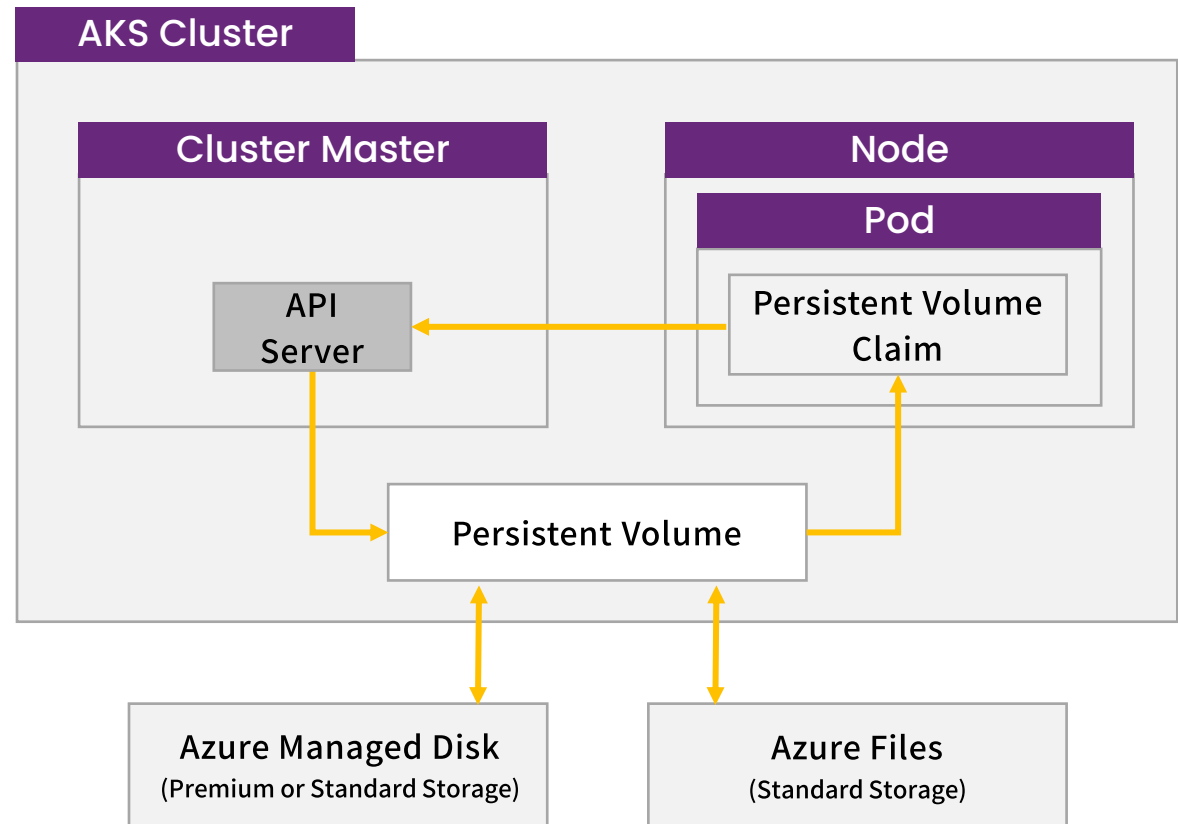 AKS Cluster
Cluster Master
API
Server
Node
Pod
Persistent Volume
Claim
Persistent Volume
Azure Managed Disk
(Premium or Standard Storage)
Azure Files
(Standard Storage)